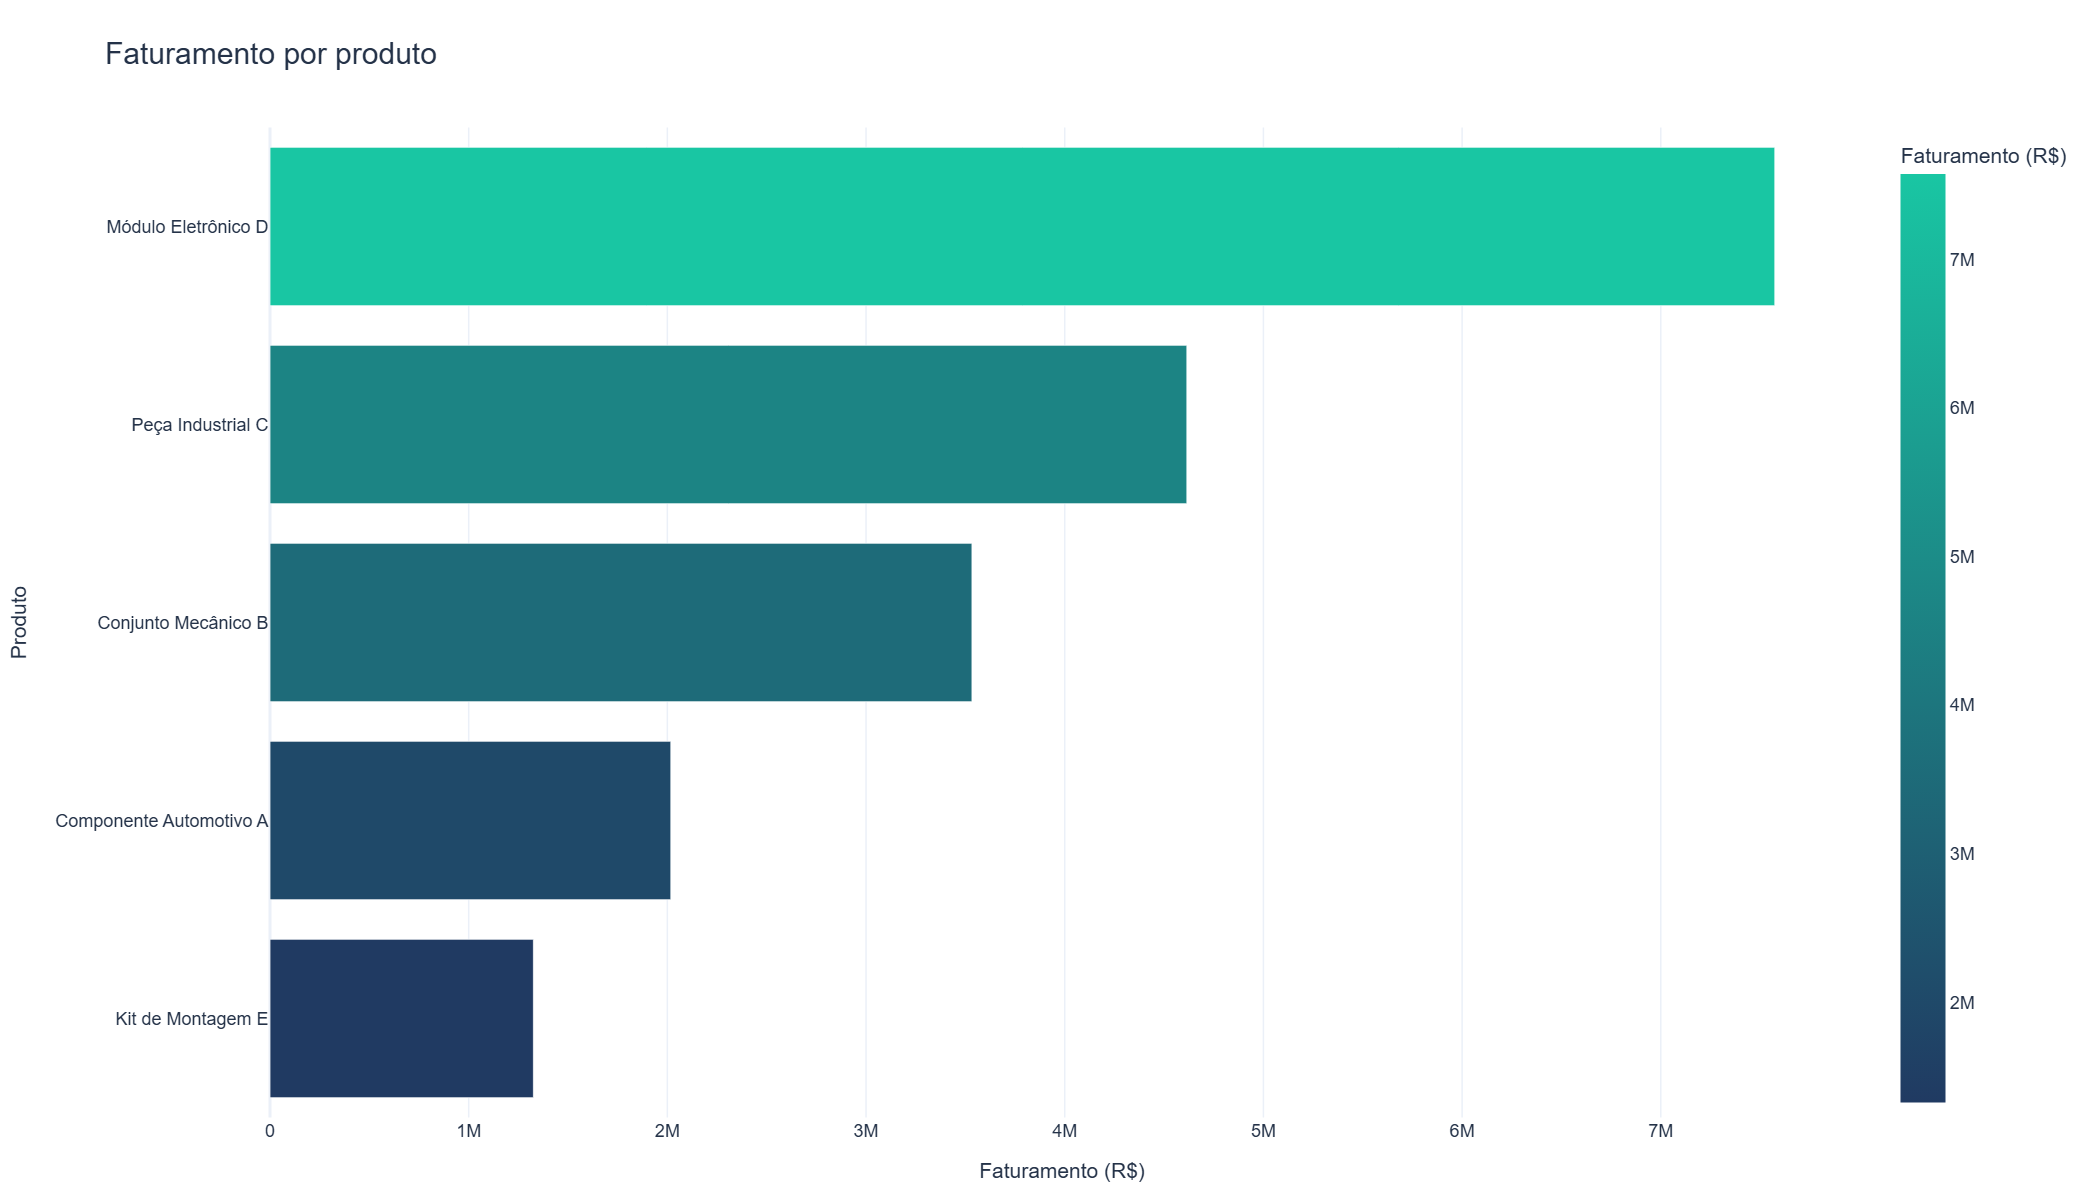 Faturamento por produto
Módulo Eletrônico D
Peça Industrial C
Conjunto Mecânico B
Componente Automotivo A
Kit de Montagem E
Produto
0 1M 2M 3M 4M 5M 6M 7M
Faturamento (R$)
Faturamento (R$)
7M
6M
5M
4M
3M
2M